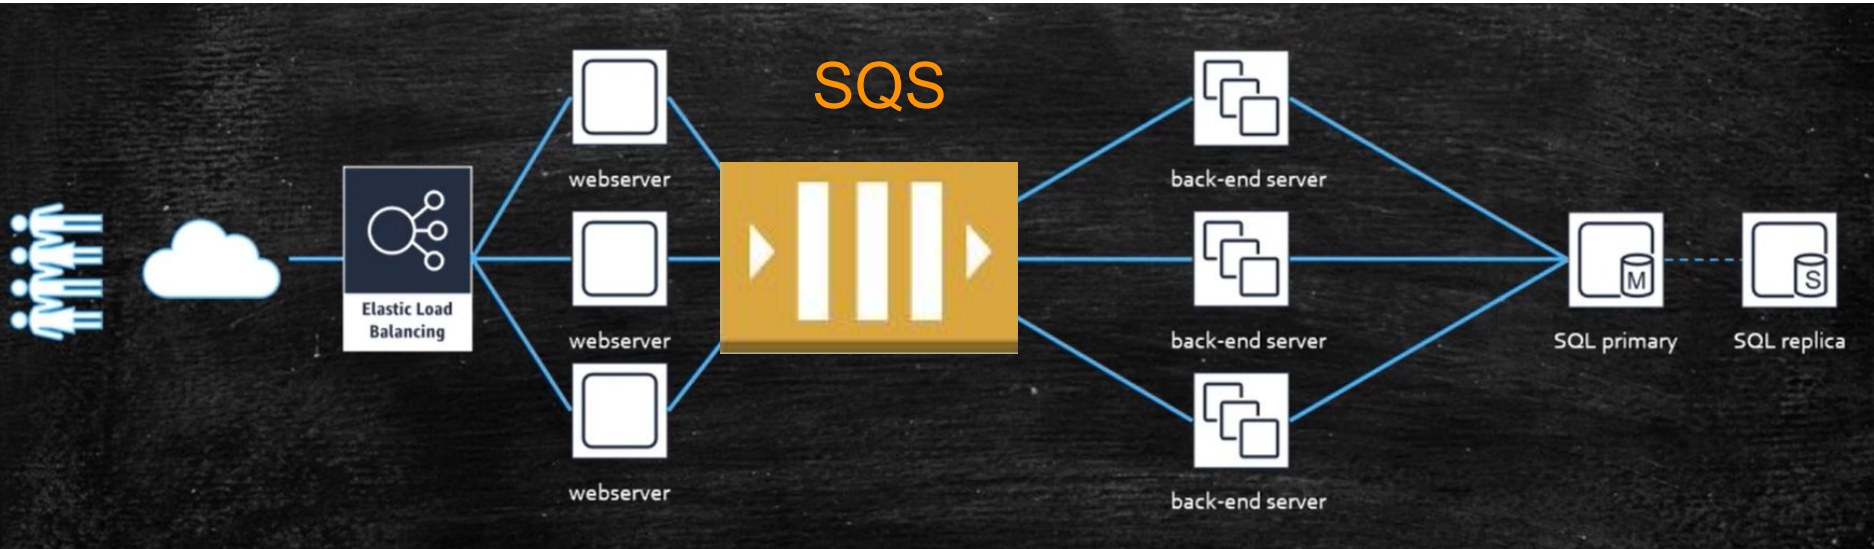 SQS
webserver
webserver
webserver
Elastic Load
Balancing
back-end server
back-end server
back-end server
M
SQL primary
S
SQL replica